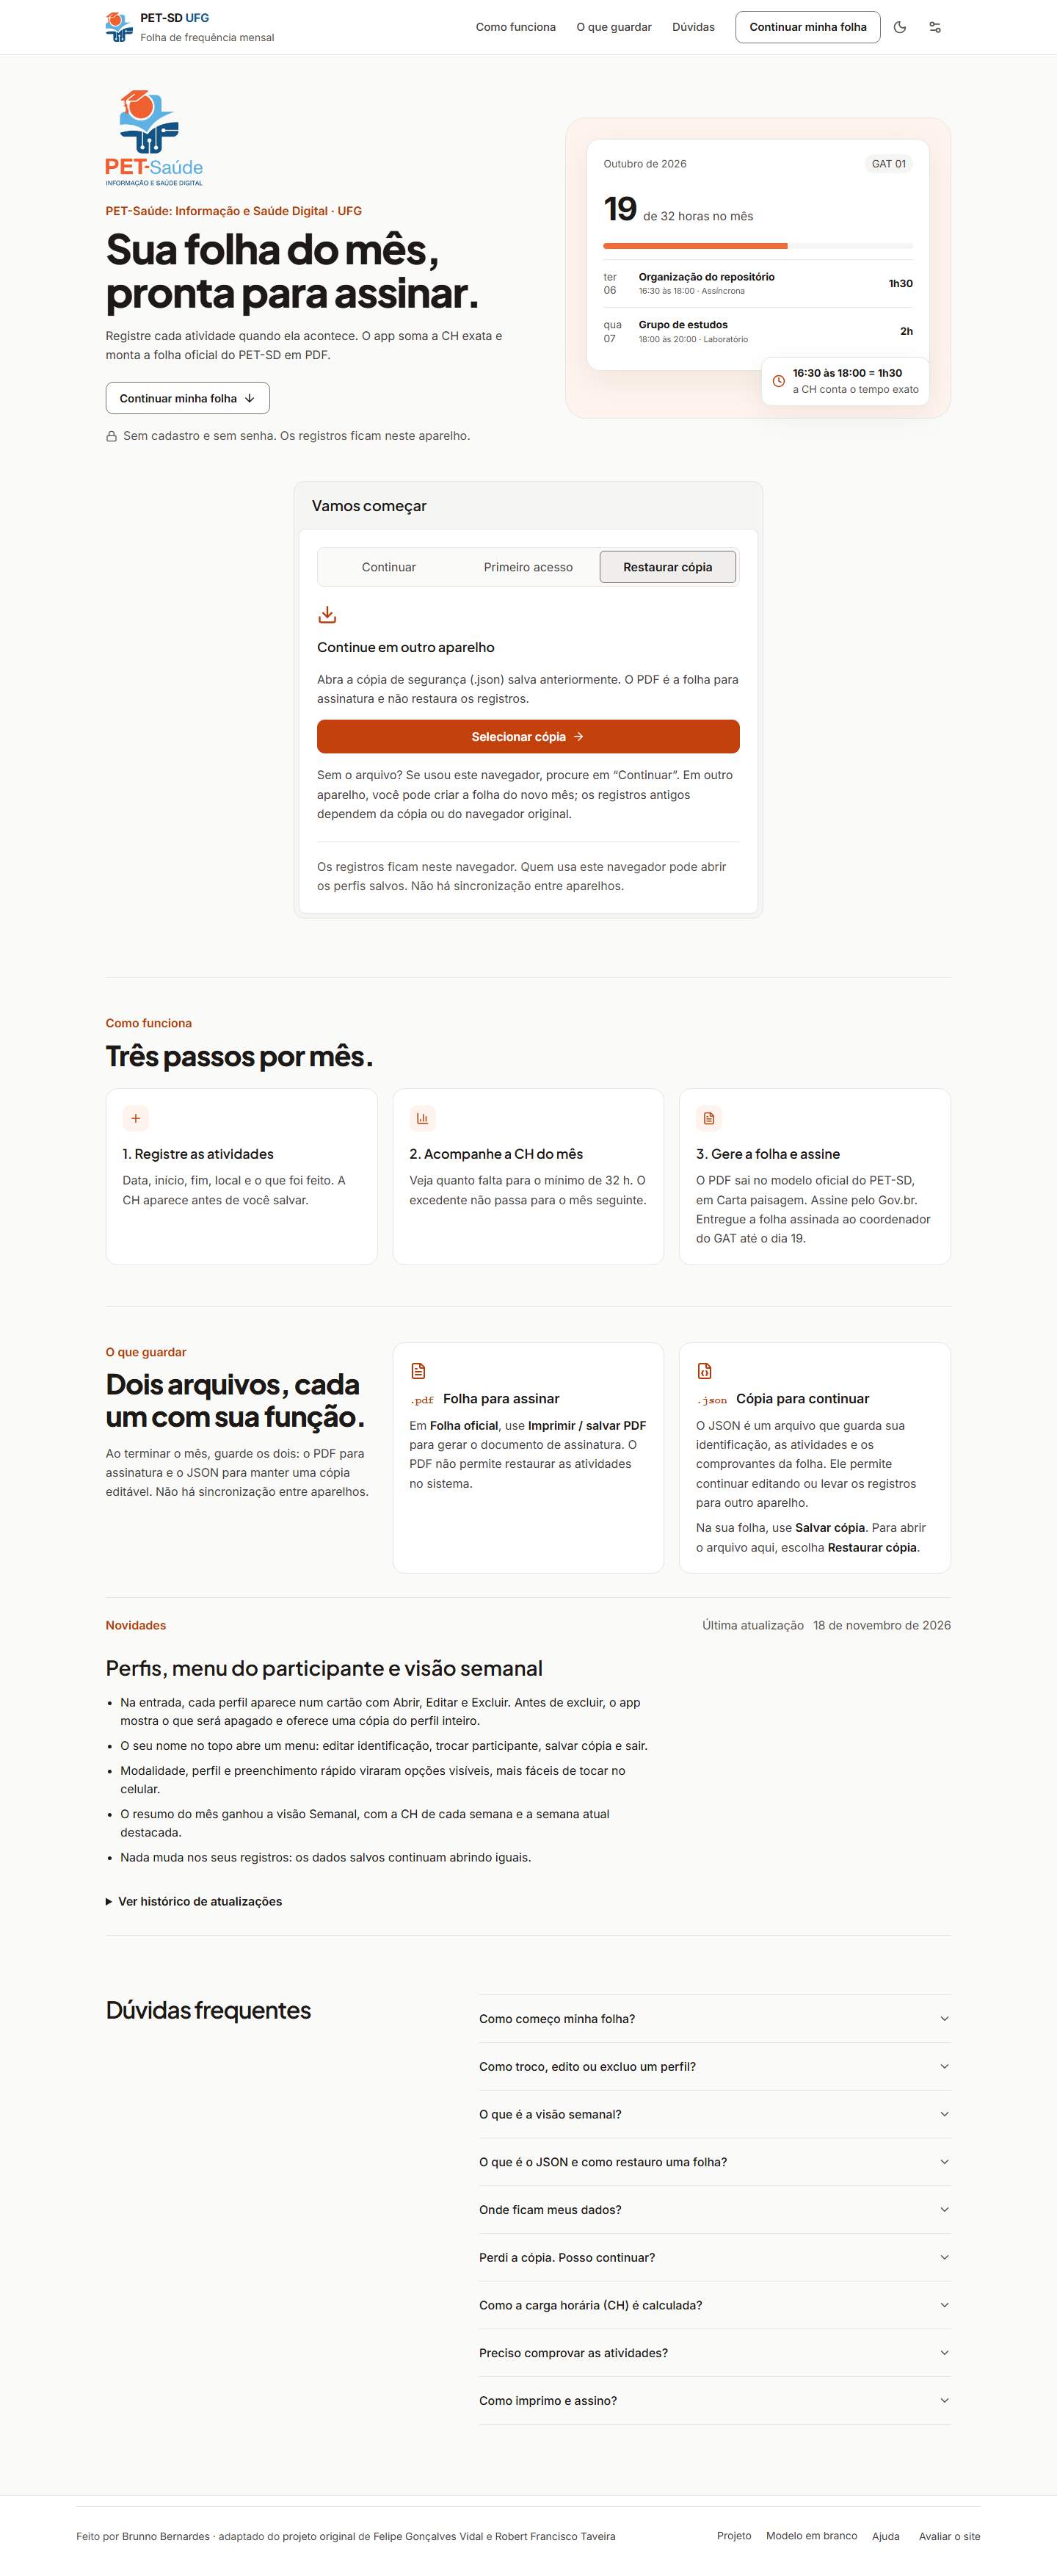 PET-SD UFG
Folha de frequência mensal
Como funciona
O que guardar
Dúvidas
Continuar minha folha
PET-Saúde
INFORMAÇÃO E SAÚDE DIGITAL
PET-Saúde: Informação e Saúde Digital · UFG
Sua folha do mês,
pronta para assinar.
Registre cada atividade quando ela acontece. O app soma a CH exata e
monta a folha oficial do PET-SD em PDF.
Continuar minha folha
Sem cadastro e sem senha. Os registros ficam neste aparelho.
Outubro de 2026
GAT 01
19 de 32 horas no mês
ter
06
Organização do repositório
16:30 às 18:00 · Assíncrona
1h30
qua
07
Grupo de estudos
18:00 às 20:00 · Laboratório
2h
16:30 às 18:00 = 1h30
a CH conta o tempo exato
Vamos começar
Continuar
Primeiro acesso
Restaurar cópia
Continue em outro aparelho
Abra a cópia de segurança (.json) salva anteriormente. O PDF é a folha para
assinatura e não restaura os registros.
Selecionar cópia
Sem o arquivo? Se usou este navegador, procure em “Continuar”. Em outro
aparelho, você pode criar a folha do novo mês; os registros antigos
dependem da cópia ou do navegador original.
Os registros ficam neste navegador. Quem usa este navegador pode abrir
os perfis salvos. Não há sincronização entre aparelhos.
Como funciona
Três passos por mês.
1. Registre as atividades
Data, início, fim, local e o que foi feito. A
CH aparece antes de você salvar.
2. Acompanhe a CH do mês
Veja quanto falta para o mínimo de 32 h. O
excedente não passa para o mês seguinte.
3. Gere a folha e assine
O PDF sai no modelo oficial do PET-SD,
em Carta paisagem. Assine pelo Gov.br.
Entregue a folha assinada ao coordenador
do GAT até o dia 19.
O que guardar
Dois arquivos, cada
um com sua função.
Ao terminar o mês, guarde os dois: o PDF para
assinatura e o JSON para manter uma cópia
editável. Não há sincronização entre aparelhos.
.pdf Folha para assinar
Em Folha oficial, use Imprimir / salvar PDF
para gerar o documento de assinatura. O
PDF não permite restaurar as atividades
no sistema.
.json Cópia para continuar
O JSON é um arquivo que guarda sua
identificação, as atividades e os
comprovantes da folha. Ele permite
continuar editando ou levar os registros
para outro aparelho.
Na sua folha, use Salvar cópia. Para abrir
o arquivo aqui, escolha Restaurar cópia.
Novidades
Última atualização 18 de novembro de 2026
Perfis, menu do participante e visão semanal
• Na entrada, cada perfil aparece num cartão com Abrir, Editar e Excluir. Antes de excluir, o app
mostra o que será apagado e oferece uma cópia do perfil inteiro.
• O seu nome no topo abre um menu: editar identificação, trocar participante, salvar cópia e sair.
• Modalidade, perfil e preenchimento rápido viraram opções visíveis, mais fáceis de tocar no
celular.
• O resumo do mês ganhou a visão Semanal, com a CH de cada semana e a semana atual
destacada.
• Nada muda nos seus registros: os dados salvos continuam abrindo iguais.
Ver histórico de atualizações
Dúvidas frequentes
Como começo minha folha?
Como troco, edito ou excluo um perfil?
O que é a visão semanal?
O que é o JSON e como restauro uma folha?
Onde ficam meus dados?
Perdi a cópia. Posso continuar?
Como a carga horária (CH) é calculada?
Preciso comprovar as atividades?
Como imprimo e assino?
Feito por Brunno Bernardes · adaptado do projeto original de Felipe Gonçalves Vidal e Robert Francisco Taveira
Projeto
Modelo em branco
Ajuda
Avaliar o site